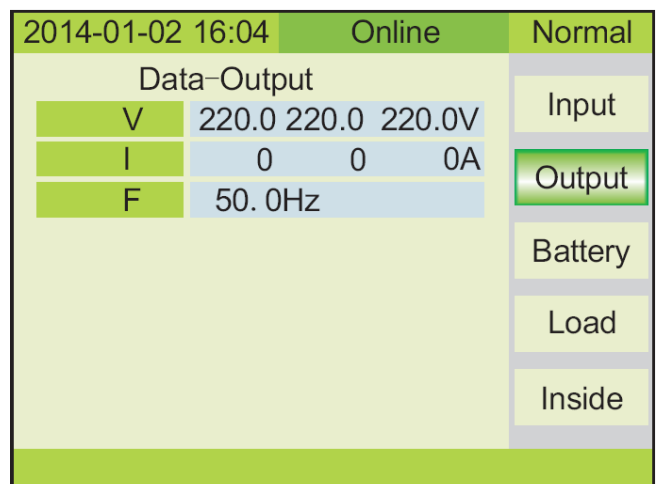 2014-01-02 16:04 Online Normal
Data-Output
V 220.0 220.0 220.0V
I 0 0 0A
F 50. 0Hz
Input
Output
Battery
Load
Inside